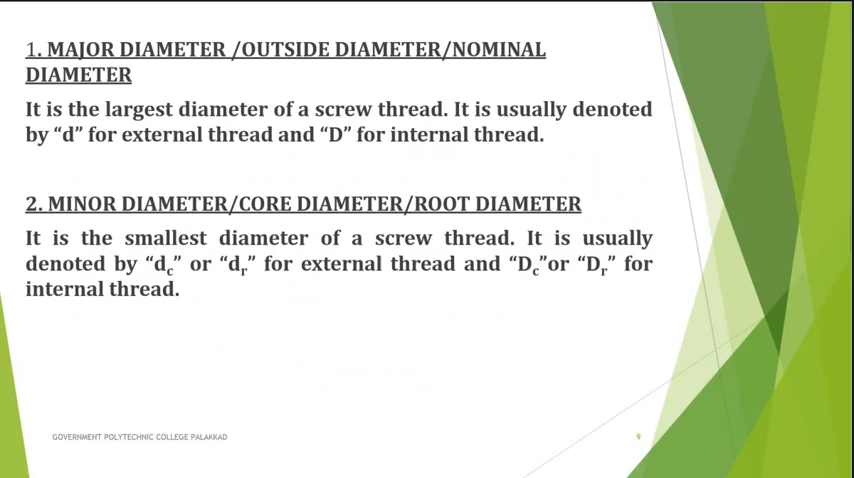 1. MAJOR DIAMETER /OUTSIDE DIAMETER/NOMINAL
DIAMETER
It is the largest diameter of a screw thread. It is usually denoted
by “d” for external thread and “D” for internal thread.
2. MINOR DIAMETER/CORE DIAMETER/ROOT DIAMETER
It is the smallest diameter of a screw thread. It is usually
denoted by “dc” or “dr” for external thread and “Dc”or “Dr” for
internal thread.
GOVERNMENT POLYTECHNIC COLLEGE PALAKKAD
9